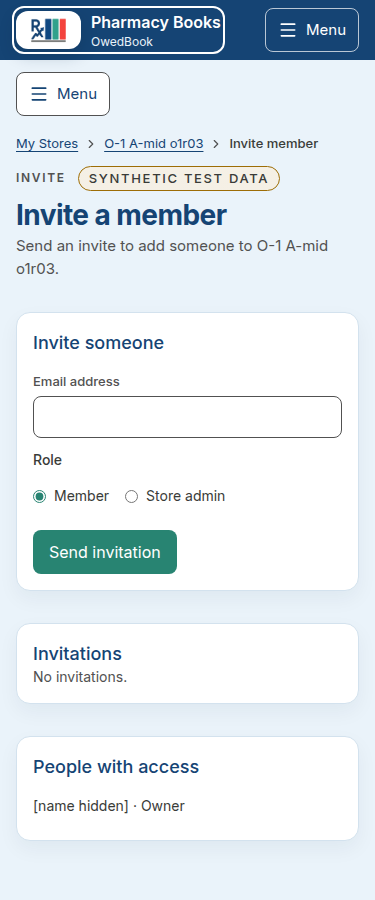 Pharmacy Books
OwedBook
Menu
Menu
My Stores > O-1 A-mid o1r03 > Invite member
INVITE SYNTHETIC TEST DATA
Invite a member
Send an invite to add someone to O-1 A-mid
o1r03.
Invite someone
Email address
Role
Member Store admin
Send invitation
Invitations
No invitations.
People with access
[name hidden] · Owner